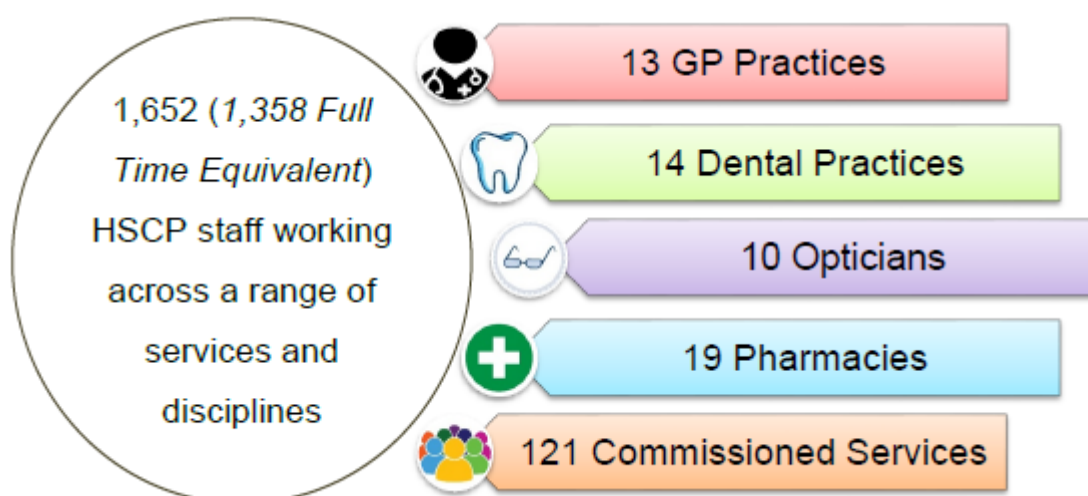 1,652 (1,358 Full
Time Equivalent)
HSCP staff working
across a range of
services and
disciplines
13 GP Practices
14 Dental Practices
10 Opticians
19 Pharmacies
121 Commissioned Services